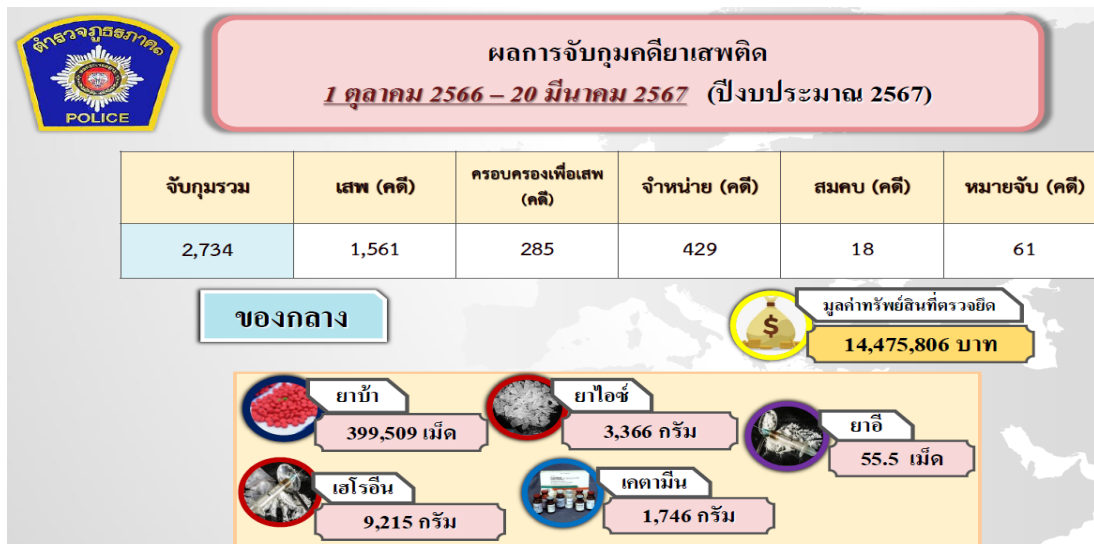 ตำรวจภูธรภาค๑
POLICE
ผลการจับกุมคดียาเสพติด
1 ตุลาคม 2566 – 20 มีนาคม 2567 (ปีงบประมาณ 2567)
จับกุมรวม เสพ (คดี) ครอบครองเพื่อเสพ (คดี) จำหน่าย (คดี) สมคบ (คดี) หมายจับ (คดี)
2,734 1,561 285 429 18 61
ของกลาง
มูลค่าทรัพย์สินที่ตรวจยึด
14,475,806 บาท
ยาบ้า
399,509 เม็ด
ยาไอซ์
3,366 กรัม
ยาอี
55.5 เม็ด
เฮโรอีน
9,215 กรัม
เคตามีน
1,746 กรัม